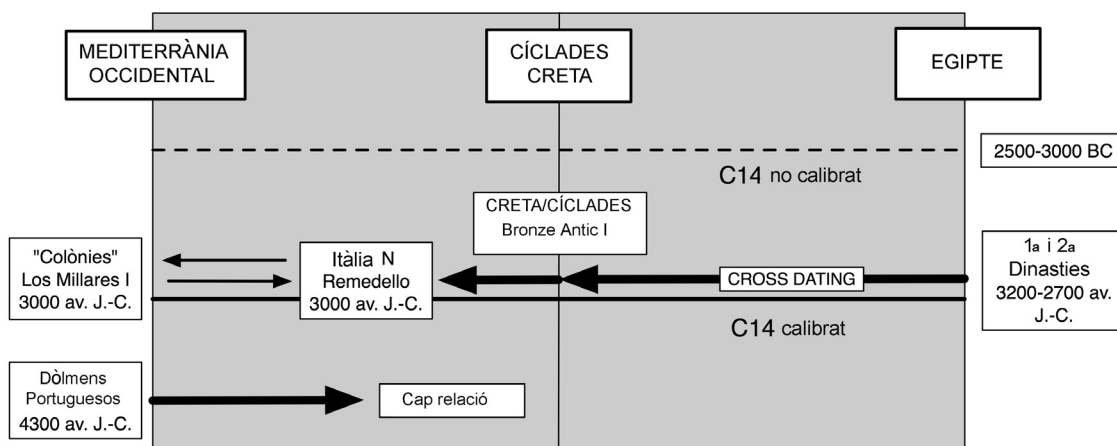 MEDITERRÀNIA
OCCIDENTAL
CÍCLADES
CRETA
EGIPTE
2500-3000 BC
C14 no calibrat
CRETA/CÍCLADES
Bronze Antic I
"Colònies"
Los Millares I
3000 av. J.-C.
Itàlia N
Remedello
3000 av. J.-C.
CROSS DATING
1a i 2a
Dinasties
3200-2700 av.
J.-C.
C14 calibrat
Dòlmens
Portuguesos
4300 av. J.-C.
Cap relació